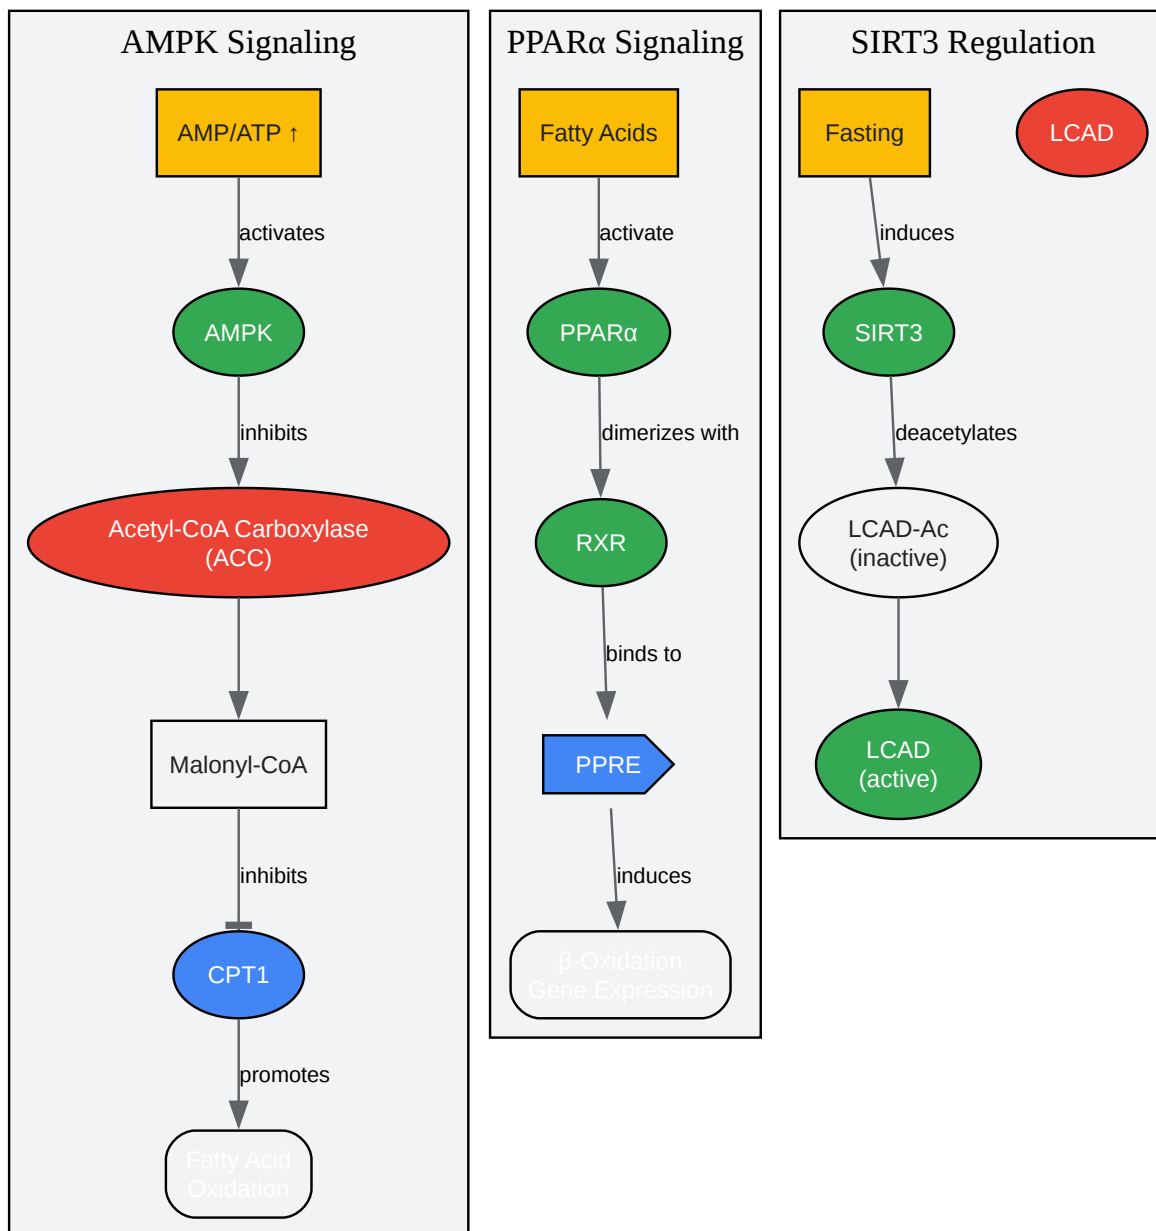 AMPK Signaling
AMP/ATP ↑
activates
AMPK
inhibits
Acetyl-CoA Carboxylase
(ACC)
Malonyl-CoA
inhibits
CPT1
promotes
Fatty Acid
Oxidation
PPARα Signaling
Fatty Acids
activate
PPARα
dimerizes with
RXR
binds to
PPRE
induces
β-Oxidation
Gene Expression
SIRT3 Regulation
Fasting
LCAD
induces
SIRT3
deacetylates
LCAD-Ac
(inactive)
LCAD
(active)